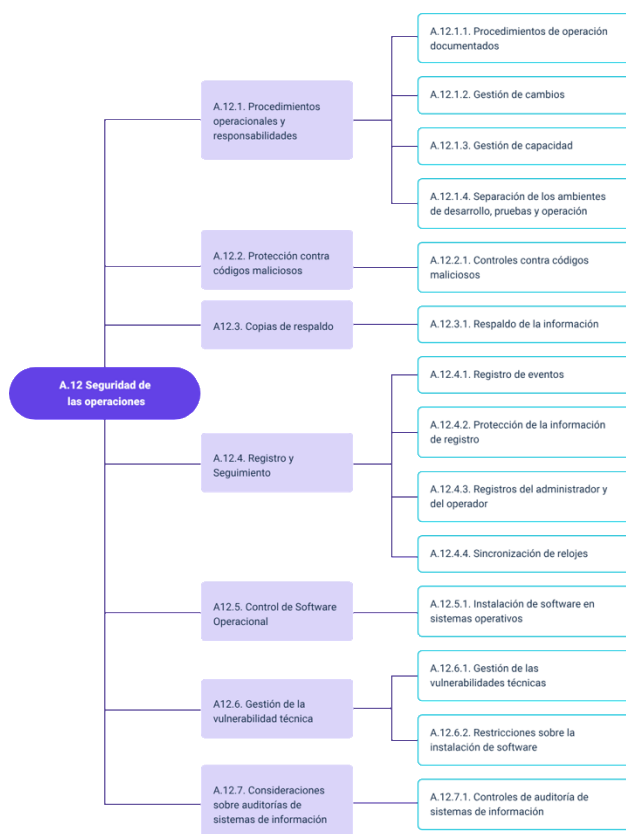 A.12.1.1. Procedimientos de operación
documentados
A.12.1. Procedimientos
operacionales y
responsabilidades
A.12.1.2. Gestión de cambios
A.12.1.3. Gestión de capacidad
A.12.1.4. Separación de los ambientes
de desarrollo, pruebas y operación
A.12.2. Protección contra
códigos maliciosos
A.12.2.1. Controles contra códigos
maliciosos
A12.3. Copias de respaldo
A.12.3.1. Respaldo de la información
A.12 Seguridad de
las operaciones
A.12.4.1. Registro de eventos
A.12.4.2. Protección de la información
de registro
A.12.4. Registro y
Seguimiento
A.12.4.3. Registros del administrador y
del operador
A.12.4.4. Sincronización de relojes
A12.5. Control de Software
Operacional
A.12.5.1. Instalación de software en
sistemas operativos
A12.6. Gestión de la
vulnerabilidad técnica
A.12.6.1. Gestión de las
vulnerabilidades técnicas
A.12.6.2. Restricciones sobre la
instalación de software
A.12.7. Consideraciones
sobre auditorías de
sistemas de información
A.12.7.1. Controles de auditoría de
sistemas de información